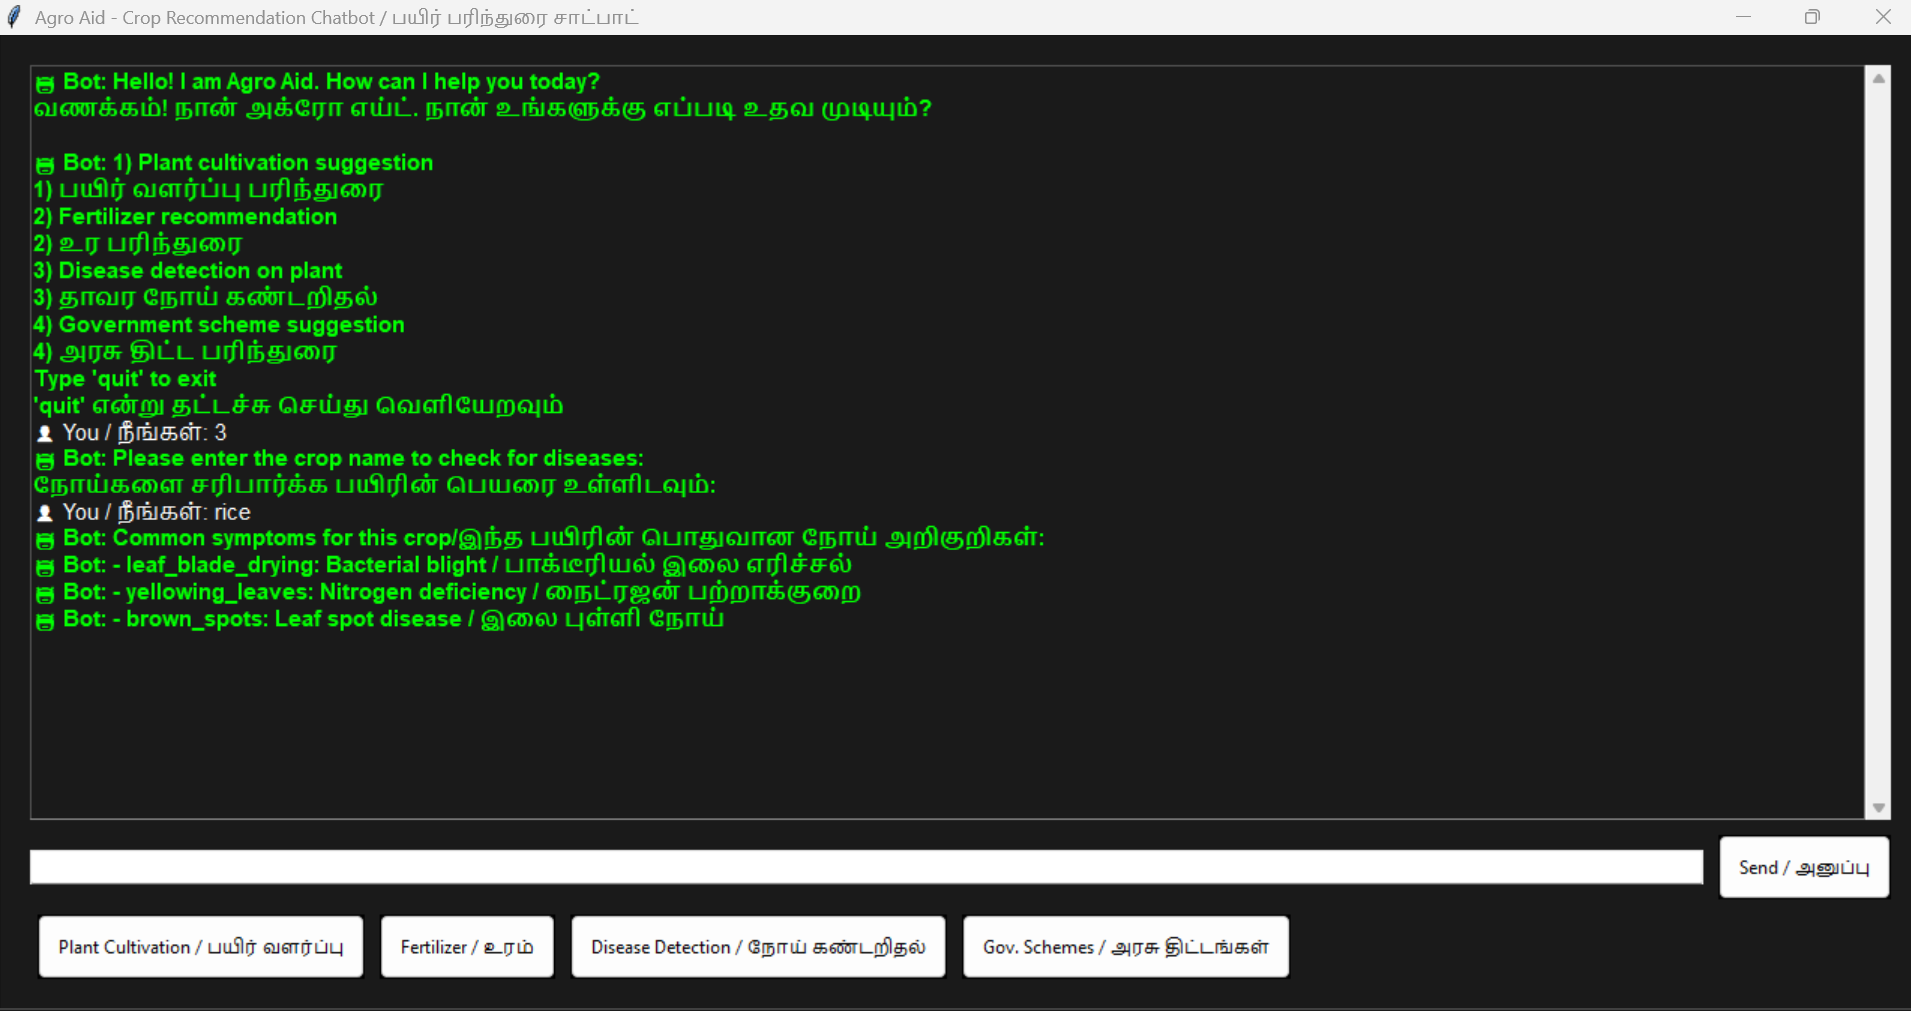 Agro Aid - Crop Recommendation Chatbot / பயிர் பரிந்துரை சாட்பாட்
Bot: Hello! I am Agro Aid. How can I help you today?
வணக்கம்! நான் அக்ரோ எய்ட். நான் உங்களுக்கு எப்படி உதவ முடியும்?
Bot: 1) Plant cultivation suggestion
1) பயிர் வளர்ப்பு பரிந்துரை
2) Fertilizer recommendation
2) உர பரிந்துரை
3) Disease detection on plant
3) தாவர நோய் கண்டறிதல்
4) Government scheme suggestion
4) அரசு திட்ட பரிந்துரை
Type 'quit' to exit
'quit' என்று தட்டச்சு செய்து வெளியேறவும்
You / நீங்கள்: 3
Bot: Please enter the crop name to check for diseases:
நோய்களை சரிபார்க்க பயிரின் பெயரை உள்ளிடவும்:
You / நீங்கள்: rice
Bot: Common symptoms for this crop/இந்த பயிரின் பொதுவான நோய் அறிகுறிகள்:
Bot: - leaf_blade_drying: Bacterial blight / பாக்டீரியல் இலை எரிச்சல்
Bot: - yellowing_leaves: Nitrogen deficiency / நைட்ரஜன் பற்றாக்குறை
Bot: - brown_spots: Leaf spot disease / இலை புள்ளி நோய்
Send / அனுப்பு
Plant Cultivation / பயிர் வளர்ப்பு
Fertilizer / உரம்
Disease Detection / நோய் கண்டறிதல்
Gov. Schemes / அரசு திட்டங்கள்